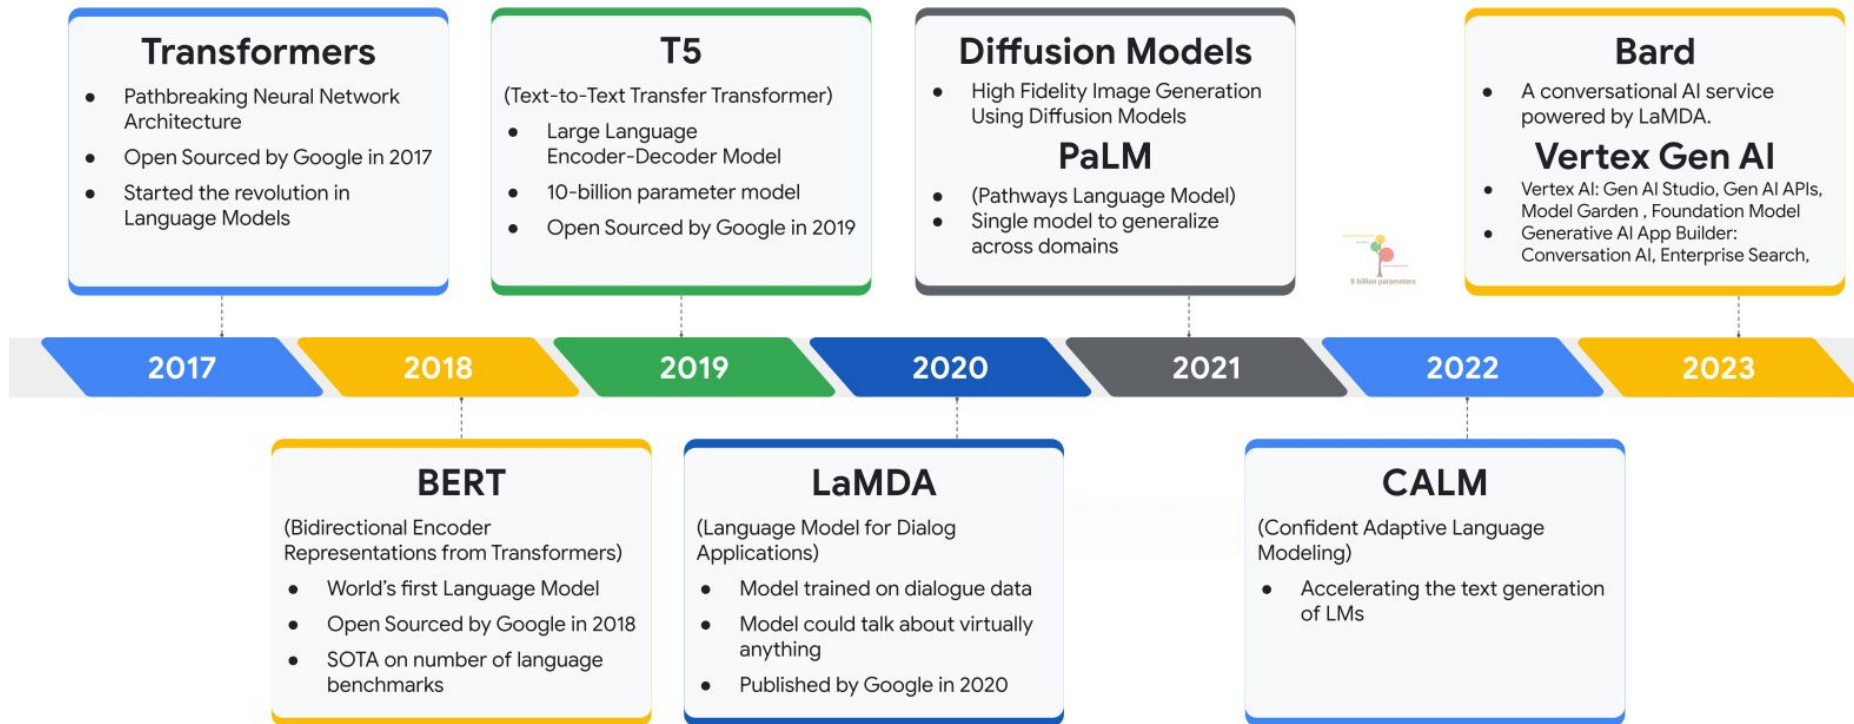 Transformers
● Pathbreaking Neural Network
Architecture
● Open Sourced by Google in 2017
● Started the revolution in
Language Models
T5
(Text-to-Text Transfer Transformer)
● Large Language
Encoder-Decoder Model
● 10-billion parameter model
● Open Sourced by Google in 2019
Diffusion Models
● High Fidelity Image Generation
Using Diffusion Models
PaLM
● (Pathways Language Model)
● Single model to generalize
across domains
8 billion parameters
Bard
● A conversational AI service
powered by LaMDA.
Vertex Gen AI
● Vertex AI: Gen AI Studio, Gen AI APIs,
Model Garden , Foundation Model
● Generative AI App Builder:
Conversation AI, Enterprise Search,
2017
2018
2019
2020
2021
2022
2023
BERT
(Bidirectional Encoder
Representations from Transformers)
● World's first Language Model
● Open Sourced by Google in 2018
● SOTA on number of language
benchmarks
LaMDA
(Language Model for Dialog
Applications)
● Model trained on dialogue data
● Model could talk about virtually
anything
● Published by Google in 2020
CALM
(Confident Adaptive Language
Modeling)
● Accelerating the text generation
of LMs